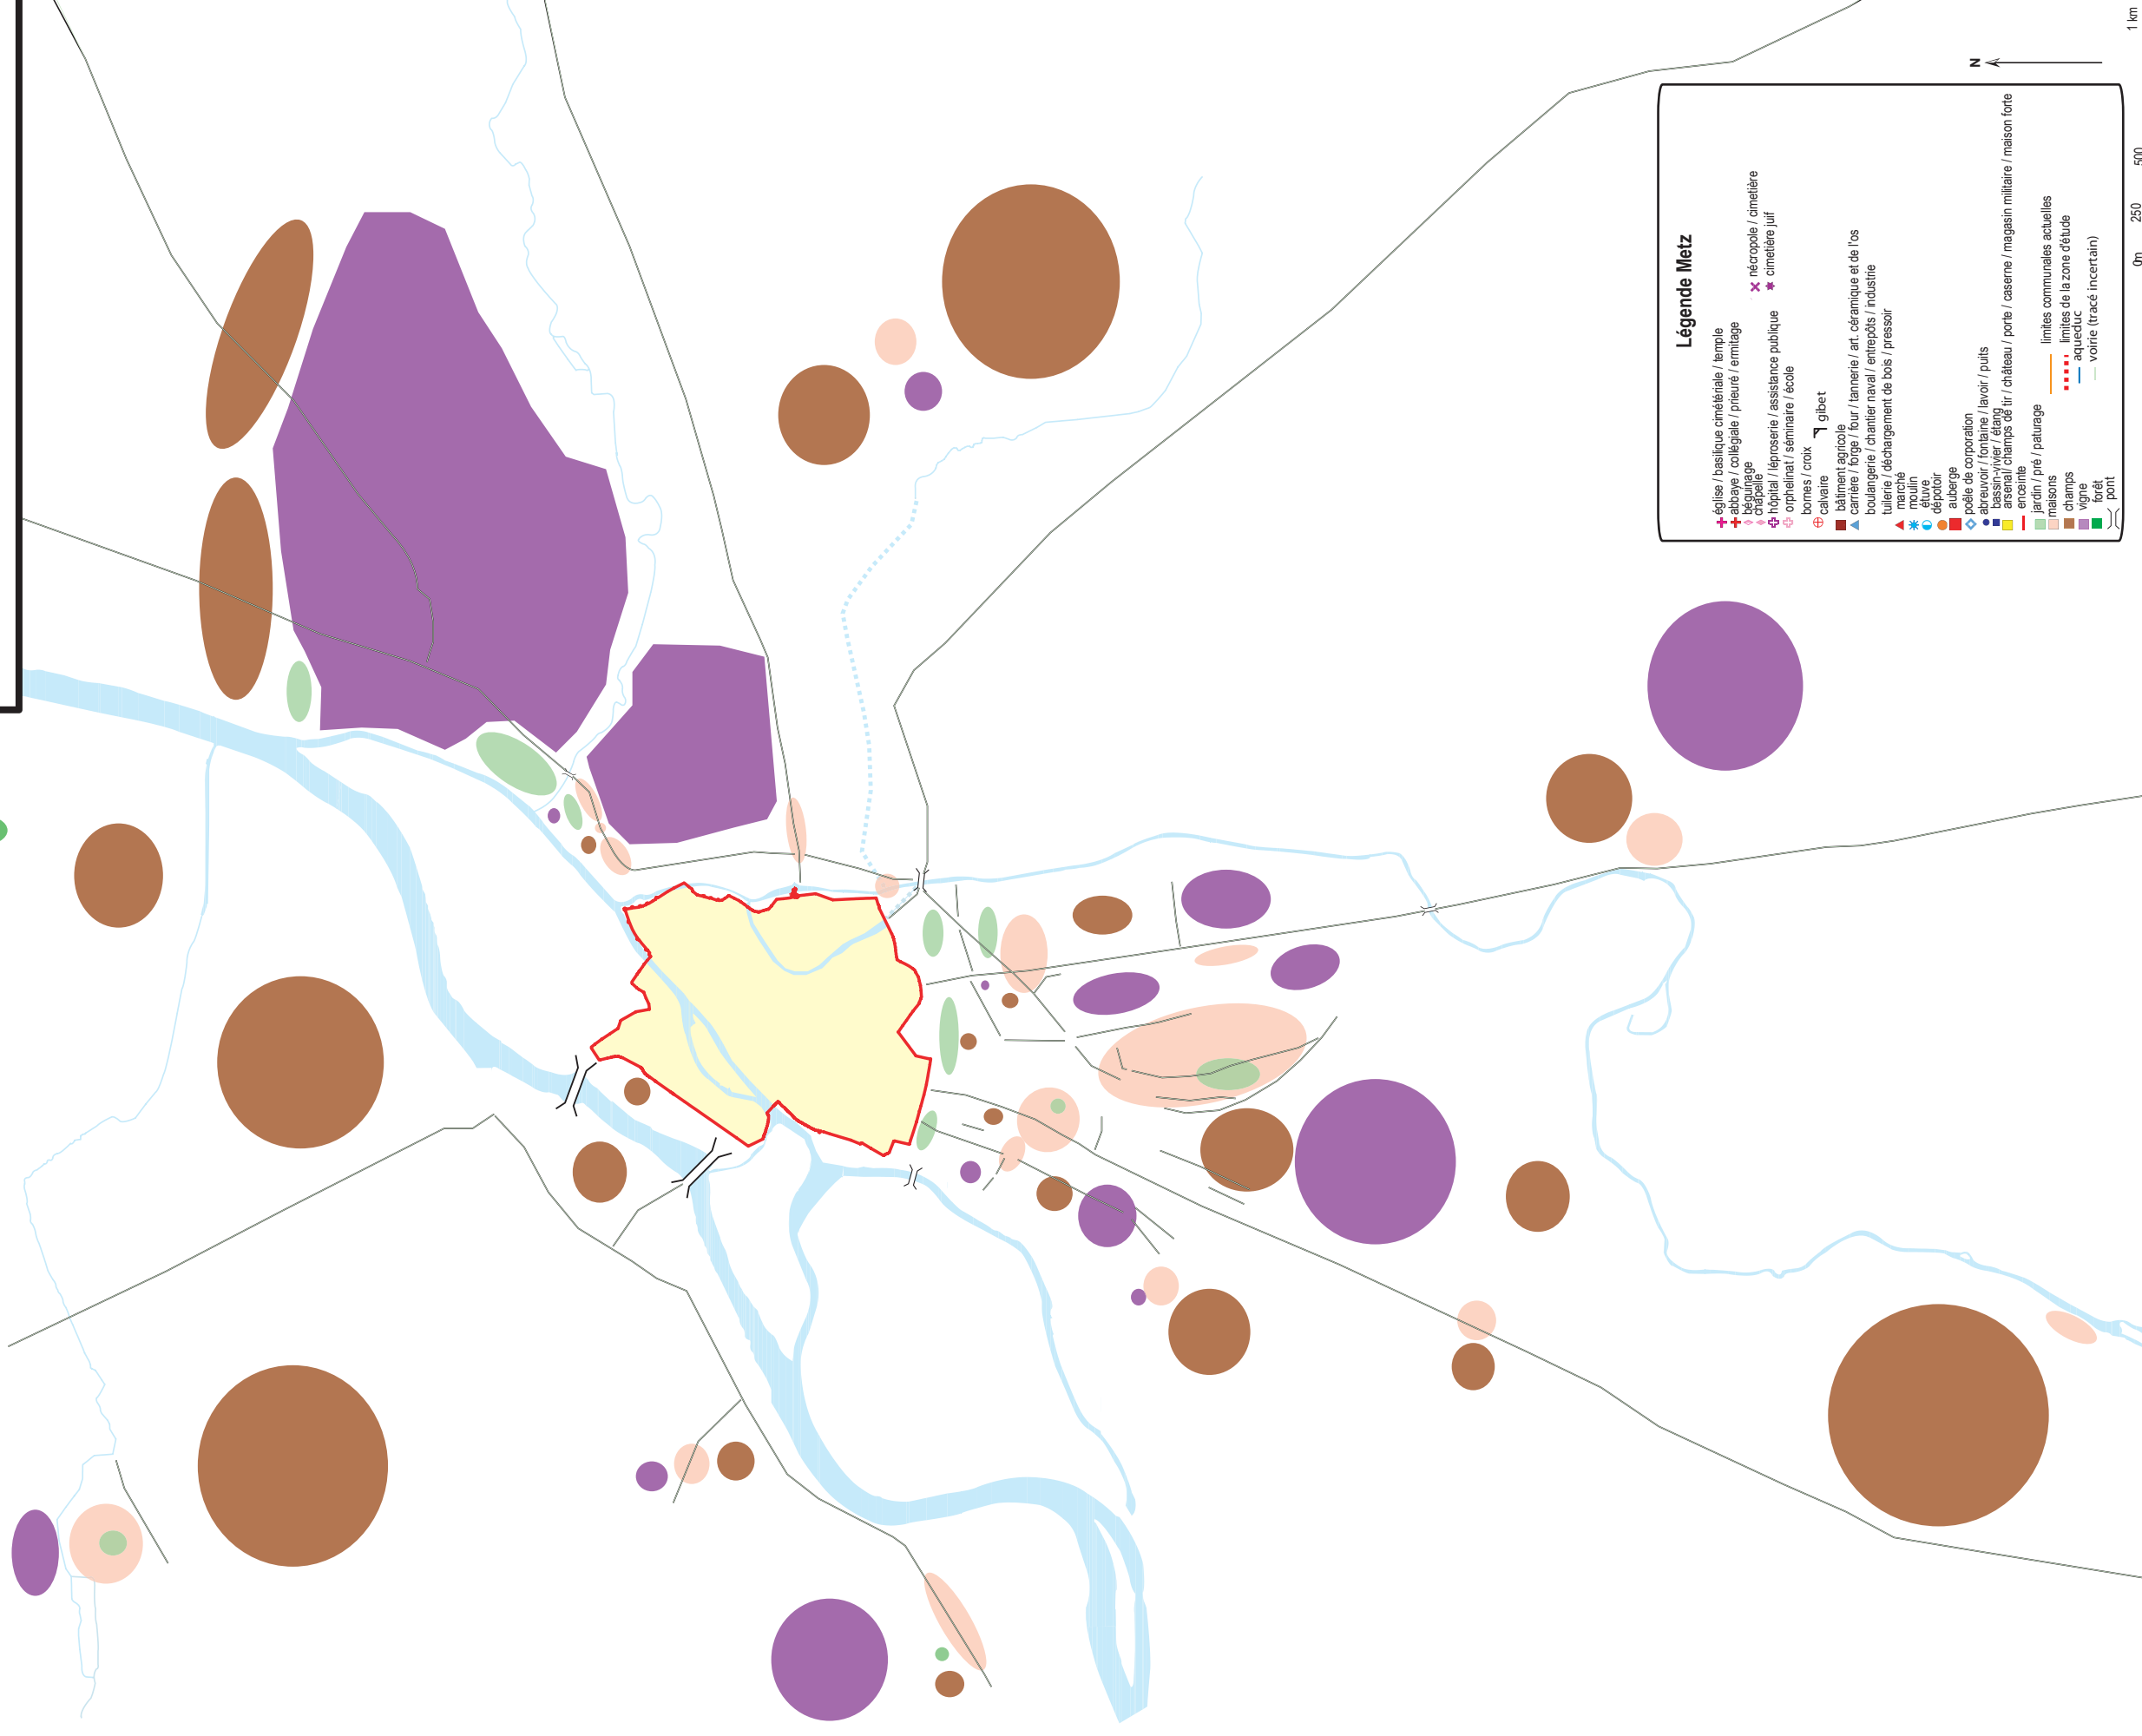 Légende Metz
église / basilique cimétériale / temple
abbaye / collégiale / prieuré / ermitage
béguinage
chapelle
hôpital / léproserie / assistance publique
orphelinat / séminaire / école
nécropole / cimetière
cimetière juif
bornes / croix
calvaire
gibet
bâtiment agricole
carrière / forge / four / tannerie / art. céramique et de l'os
boulangerie / chantier naval / entrepôts / industrie
tuilerie / déchargement de bois / pressoir
marché
moulin
étuve
dépotoir
auberge
poêle de corporation
abreuvoir / fontaine / lavoir / puits
bassin-vivier / étang
arsenal/ champs de tir / château / porte / caserne / magasin militaire / maison forte
enceinte
jardin / pré / paturage
maisons
champs
vigne
forêt
pont
limites communales actuelles
limites de la zone d'étude
aqueduc
voirie (tracé incertain)
N
0m 250 500 1 km